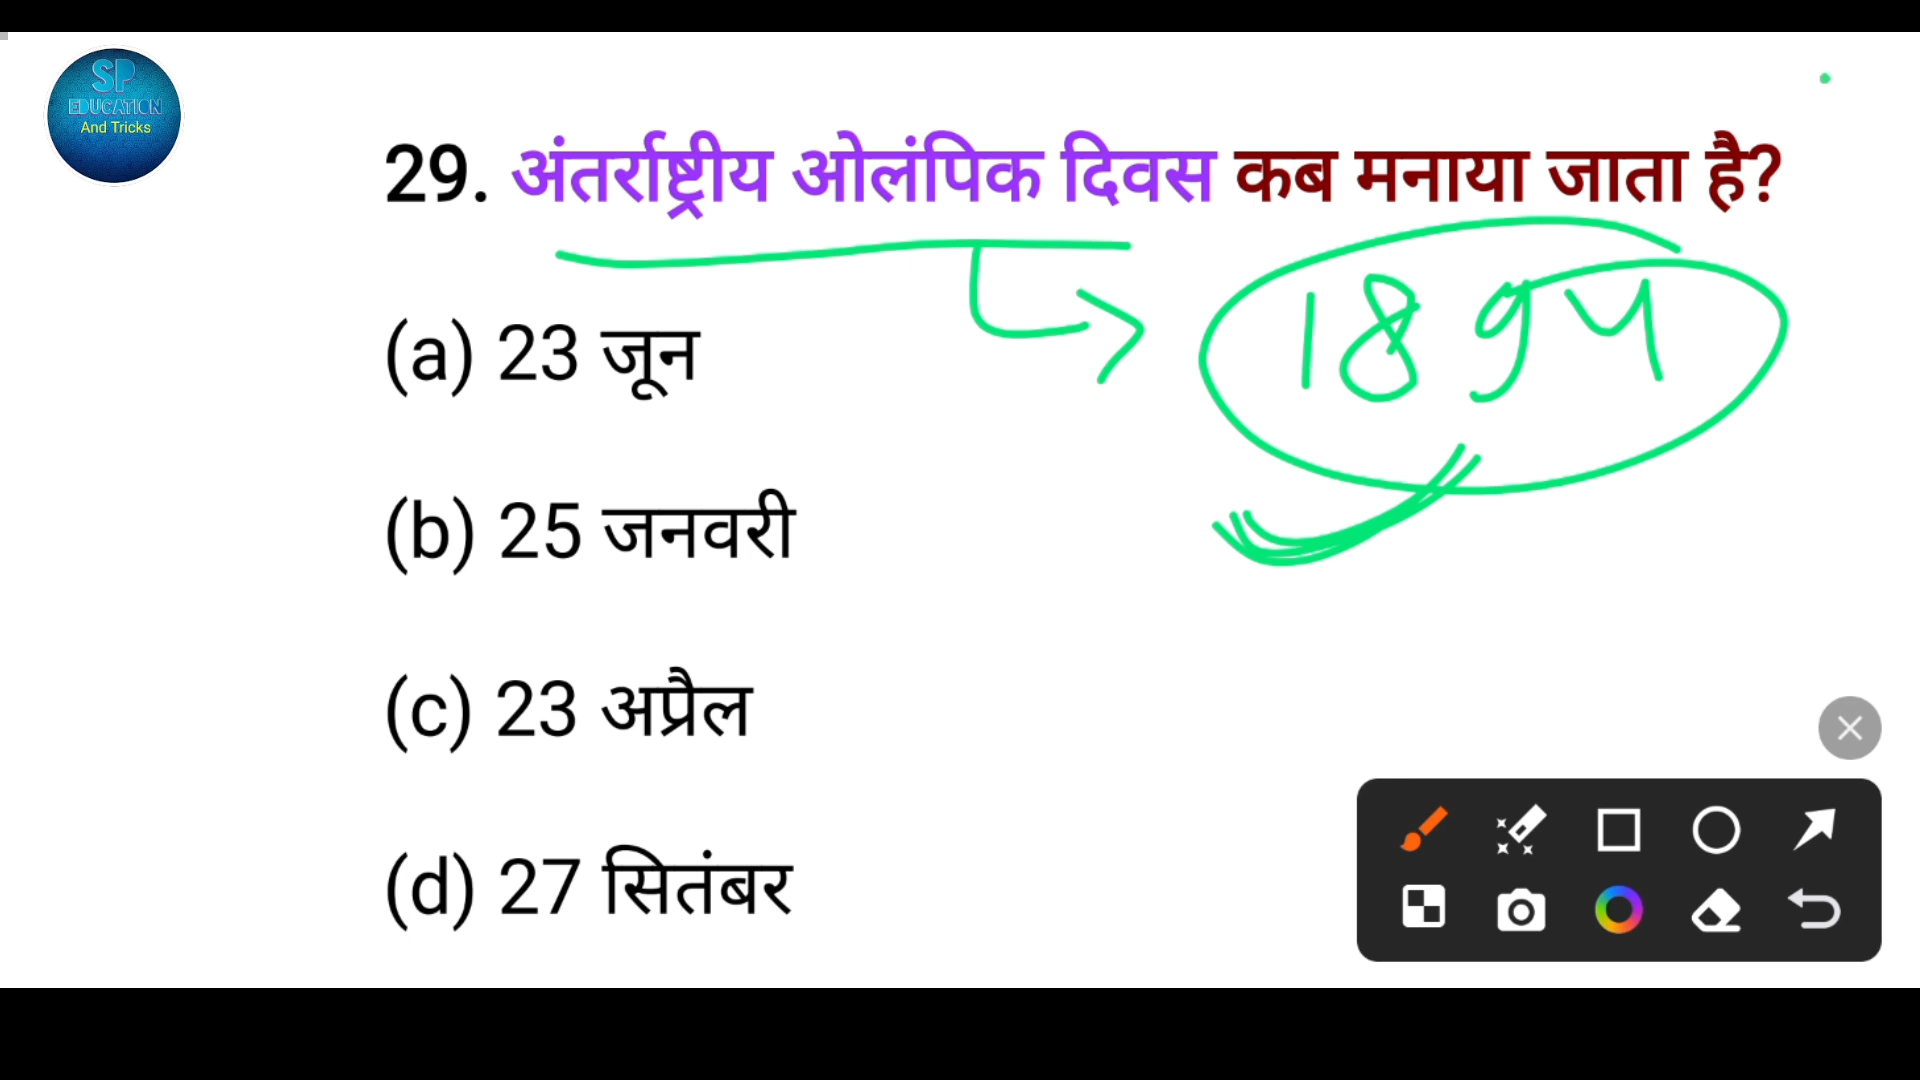 SP
EDUCATION
And Tricks
29. अंतर्राष्ट्रीय ओलंपिक दिवस कब मनाया जाता है?
1894
(a) 23 जून
(b) 25 जनवरी
(c) 23 अप्रैल
(d) 27 सितंबर